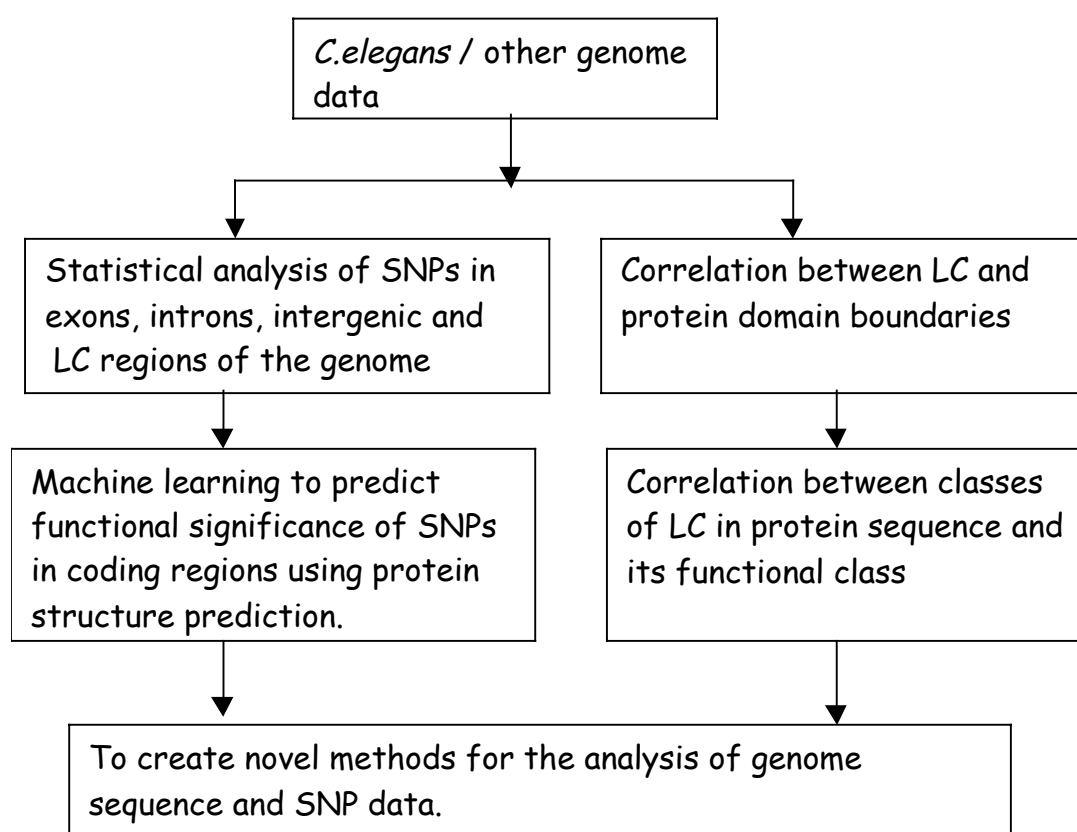 C.elegans / other genome
data
Statistical analysis of SNPs in
exons, introns, intergenic and
LC regions of the genome
Correlation between LC and
protein domain boundaries
Machine learning to predict
functional significance of SNPs
in coding regions using protein
structure prediction.
Correlation between classes
of LC in protein sequence and
its functional class
To create novel methods for the analysis of genome
sequence and SNP data.